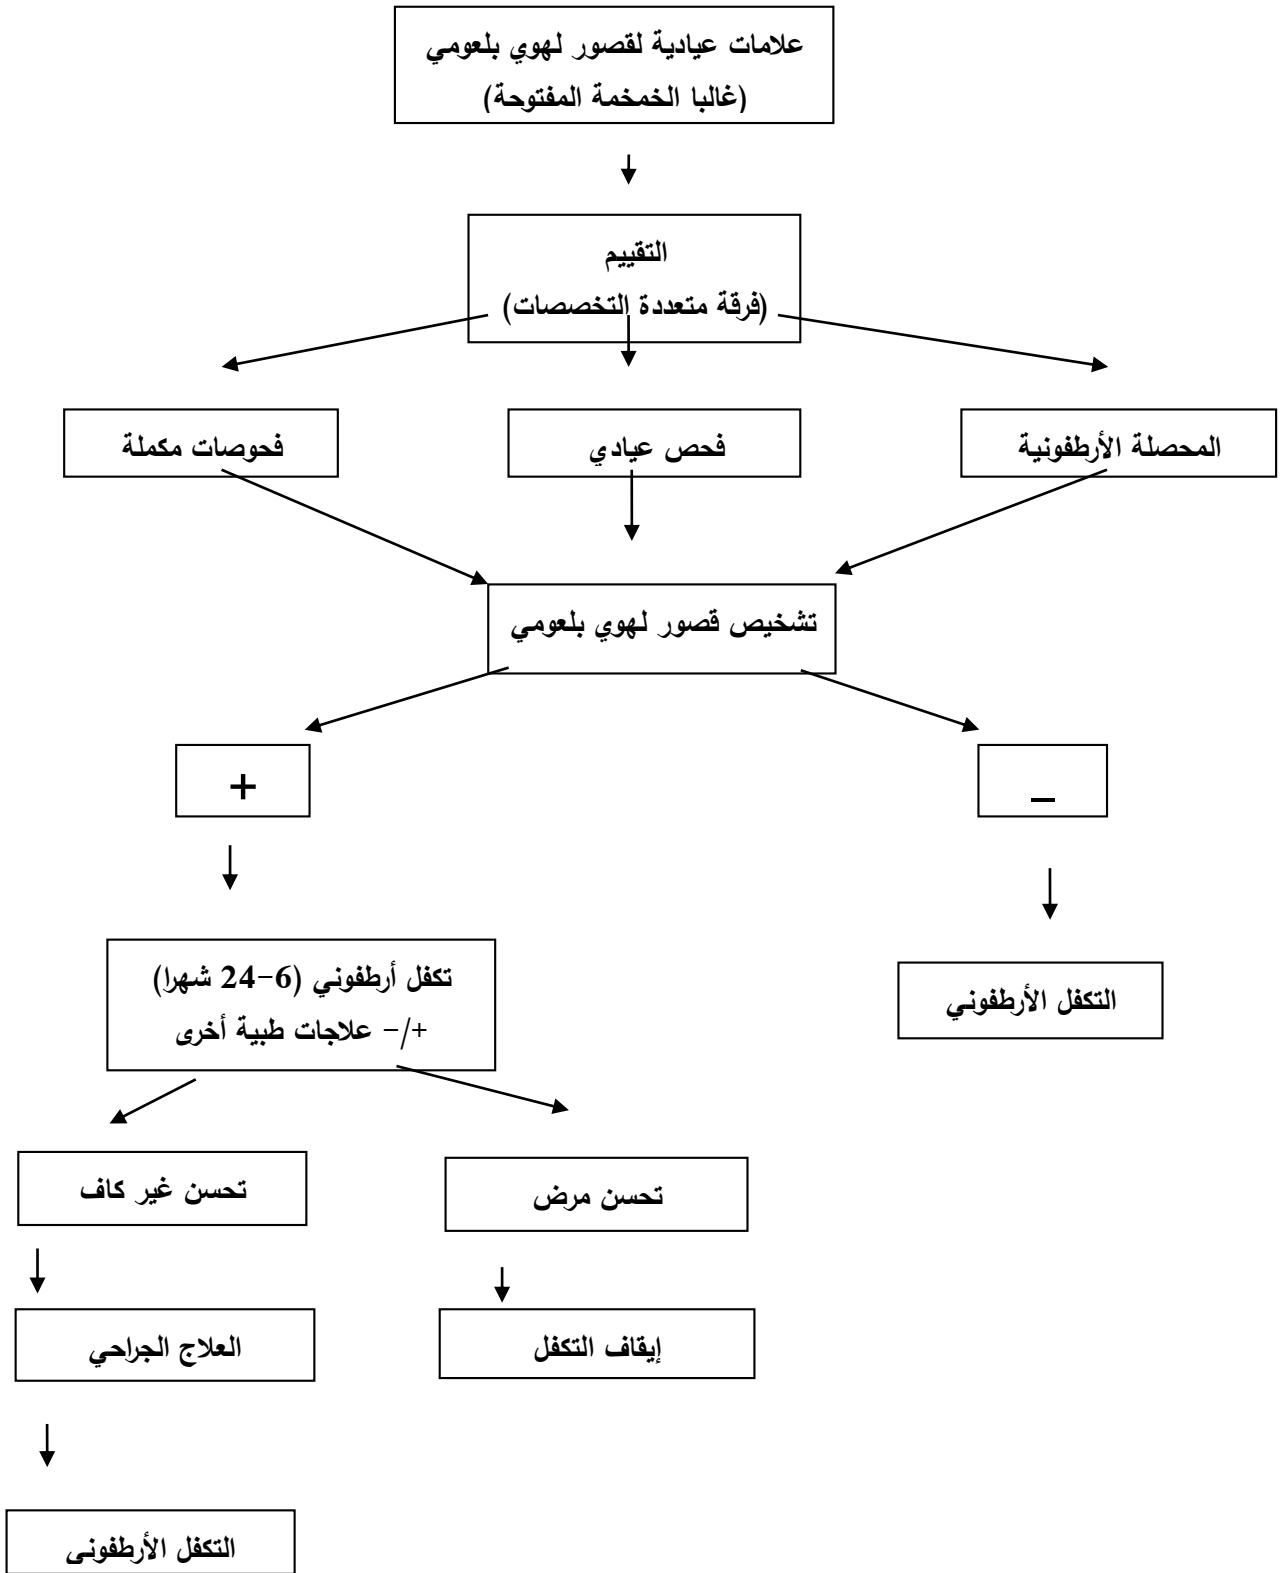 علامات عيادية لقصور لهوي بلعومي
(غالبا الخمخمة المفتوحة)
التقييم
(فرقة متعددة التخصصات)
المحصلة الأرطفونية
فحص عيادي
فحوصات مكملة
تشخيص قصور لهوي بلعومي
–
+
تكفل أرطفوني (6-24 شهرا)
+/- علاجات طبية أخرى
التكفل الأرطفوني
تحسن مرض
تحسن غير كاف
إيقاف التكفل
العلاج الجراحي
التكفل الأرطفوني